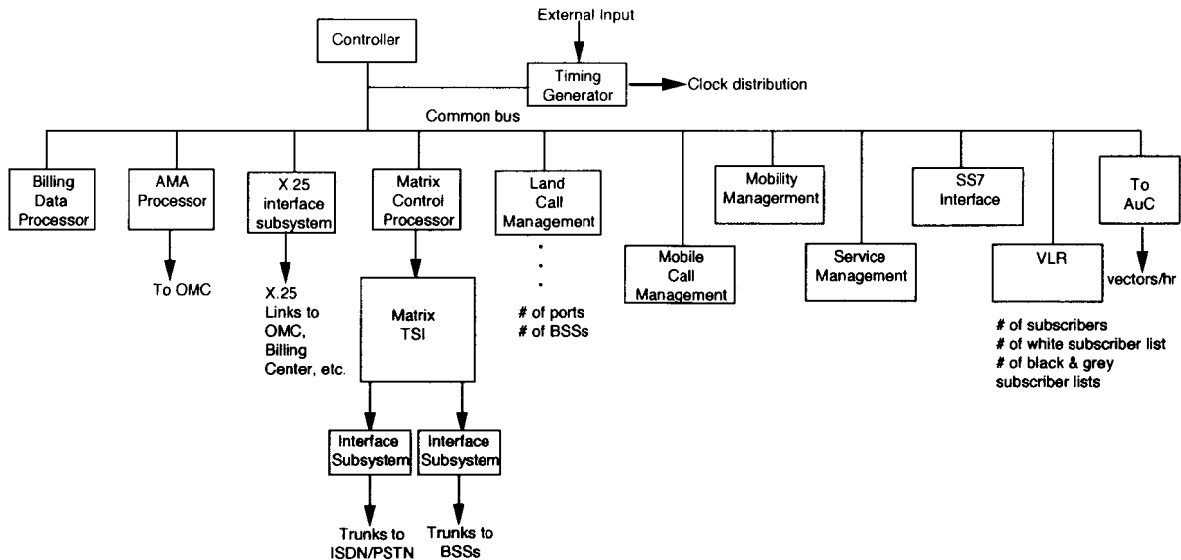 External Input
Controller
Timing
Generator
Clock distribution
Common bus
Billing
Data
Processor
AMA
Processor
X.25
interface
subsystem
Matrix
Control
Processor
Land
Call
Management
Mobility
Managerment
SS7
Interface
To
AuC
Mobile
Call
Management
Service
Management
VLR
vectors/hr
To OMC
X.25
Links to
OMC,
Billing
Center, etc.
Matrix
TSI
# of ports
# of BSSs
# of subscribers
# of white subscriber list
# of black & grey
subscriber lists
Interface
Subsystem
Interface
Subsystem
Trunks to
ISDN/PSTN
Trunks to
BSSs